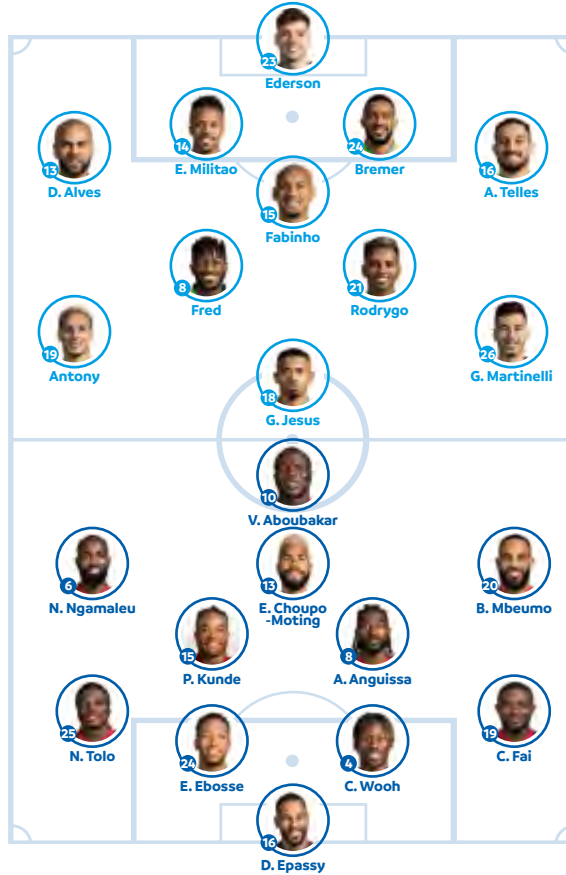 23
Ederson
14
E. Militao
24
Bremer
13
D. Alves
16
A. Telles
15
Fabinho
8
Fred
21
Rodrygo
19
Antony
26
G. Martinelli
18
G. Jesus
10
V. Aboubakar
6
N. Ngamaleu
13
E. Choupo
-Moting
20
B. Mbeumo
15
P. Kunde
8
A. Anguissa
25
N. Tolo
19
C. Fai
24
E. Ebosse
4
C. Wooh
16
D. Epassy